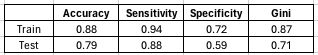 Accuracy Sensitivity Specificity Gini
Train 0.88 0.94 0.72 0.87
Test 0.79 0.88 0.59 0.71